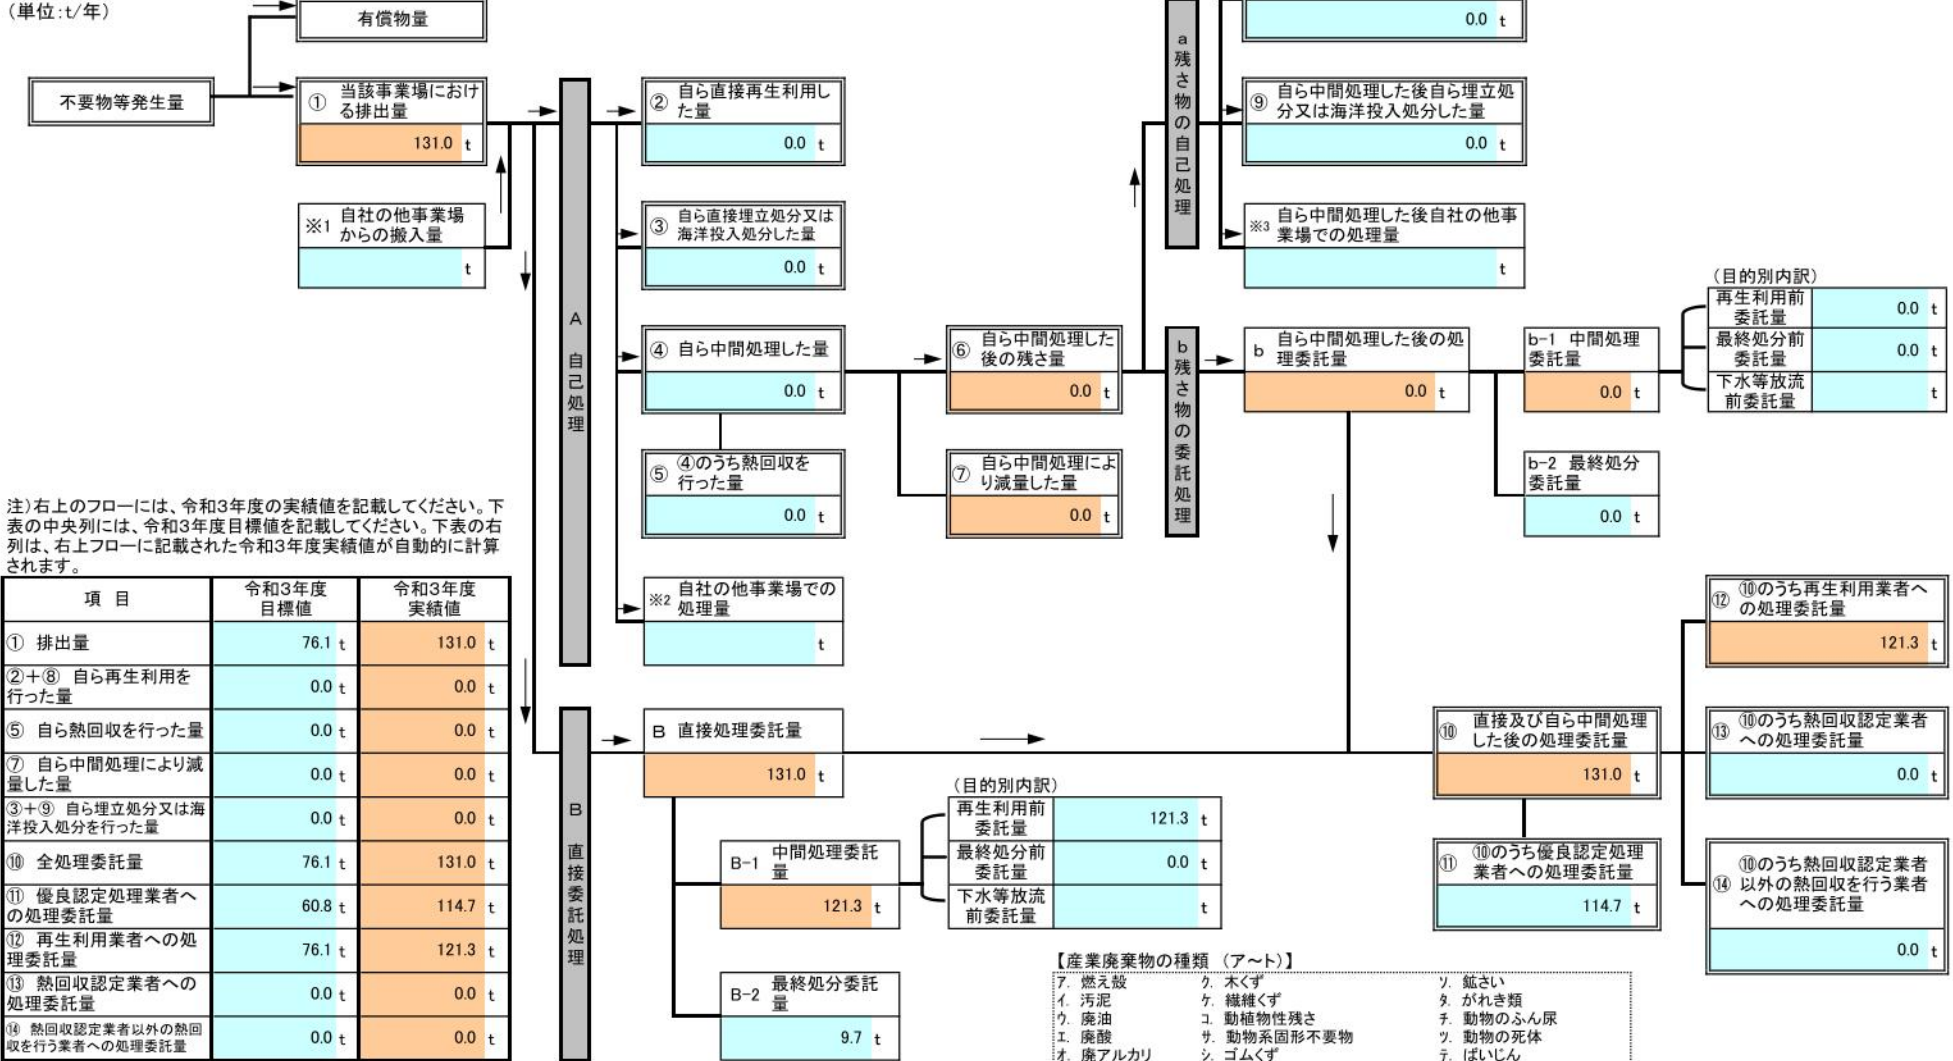 (単位:t/年)
有償物量
不要物等発生量
① 当該事業場におけ
る排出量
131.0 t
※1 自社の他事業場
からの搬入量
t
A 自己処理
② 自ら直接再生利用し
た量
0.0 t
③ 自ら直接埋立処分又は
海洋投入処分した量
0.0 t
④ 自ら中間処理した量
0.0 t
⑤ ④のうち熱回収を
行った量
0.0 t
※2 自社の他事業場での
処理量
t
⑥ 自ら中間処理した
後の残さ量
0.0 t
⑦ 自ら中間処理によ
り減量した量
0.0 t
a 残さ物の自己処理
0.0 t
⑨ 自ら中間処理した後自ら埋立処
分又は海洋投入処分した量
0.0 t
※3 自ら中間処理した後自社の他事
業場での処理量
t
b 残さ物の委託処理
b 自ら中間処理した後の処
理委託量
0.0 t
b-1 中間処理
委託量
0.0 t
(目的別内訳)
再生利用前
委託量 0.0 t
最終処分前
委託量 0.0 t
下水等放流
前委託量 t
b-2 最終処分
委託量
0.0 t
注)右上のフローには、令和3年度の実績値を記載してください。下
表の中央列には、令和3年度目標値を記載してください。下表の右
列は、右上フローに記載された令和3年度実績値が自動的に計算
されます。
項 目 令和3年度
目標値 令和3年度
実績値
① 排出量 76.1 t 131.0 t
②+⑧ 自ら再生利用を
行った量 0.0 t 0.0 t
⑤ 自ら熱回収を行った量 0.0 t 0.0 t
⑦ 自ら中間処理により減
量した量 0.0 t 0.0 t
③+⑨ 自ら埋立処分又は海
洋投入処分を行った量 0.0 t 0.0 t
⑩ 全処理委託量 76.1 t 131.0 t
⑪ 優良認定処理業者へ
の処理委託量 60.8 t 114.7 t
⑫ 再生利用業者への処
理委託量 76.1 t 121.3 t
⑬ 熱回収認定業者への
処理委託量 0.0 t 0.0 t
⑭ 熱回収認定業者以外の熱回
収を行う業者への処理委託量 0.0 t 0.0 t
B 直接委託処理
B 直接処理委託量
131.0 t
B-1 中間処理委託
量
121.3 t
(目的別内訳)
再生利用前
委託量 121.3 t
最終処分前
委託量 0.0 t
下水等放流
前委託量 t
B-2 最終処分委託
量
9.7 t
⑩ 直接及び自ら中間処理
した後の処理委託量
131.0 t
⑪ ⑩のうち優良認定処理
業者への処理委託量
114.7 t
⑫ ⑩のうち再生利用業者へ
の処理委託量
121.3 t
⑬ ⑩のうち熱回収認定業者
への処理委託量
0.0 t
⑭ ⑩のうち熱回収認定業者
以外の熱回収を行う業者
への処理委託量
0.0 t
【産業廃棄物の種類 (ア~ト)】
ア. 燃え殻 ク. 木くず ソ. 鉱さい
イ. 汚泥 ケ. 繊維くず タ. がれき類
ウ. 廃油 コ. 動植物性残さ チ. 動物のふん尿
エ. 廃酸 サ. 動物系固形不要物 ツ. 動物の死体
オ. 廃アルカリ シ. ゴムくず テ. ばいじん